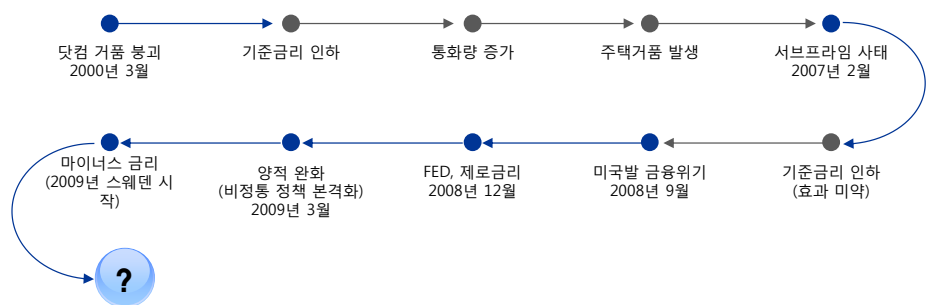 닷컴 거품 붕괴
2000년 3월
기준금리 인하
통화량 증가
주택거품 발생
서브프라임 사태
2007년 2월
마이너스 금리
(2009년 스웨덴 시
작)
양적 완화
(비정통 정책 본격화)
2009년 3월
FED, 제로금리
2008년 12월
미국발 금융위기
2008년 9월
기준금리 인하
(효과 미약)
?